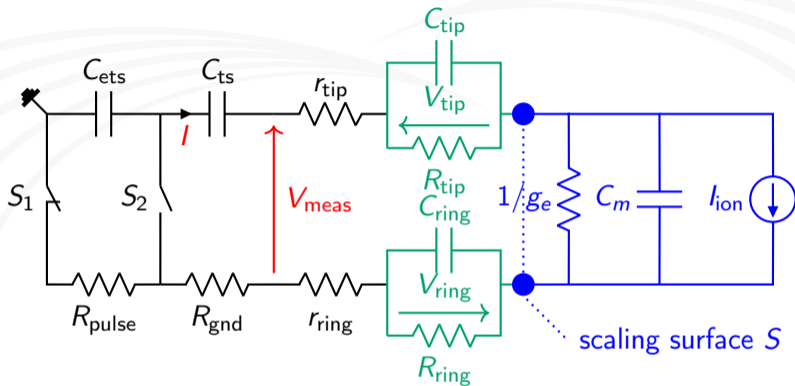 C_tip
C_ets
C_ts
r_tip
V_tip
I
R_tip
S_1
S_2
V_meas
1/g_e
C_m
I_ion
C_ring
V_ring
R_pulse
R_gnd
r_ring
R_ring
scaling surface S